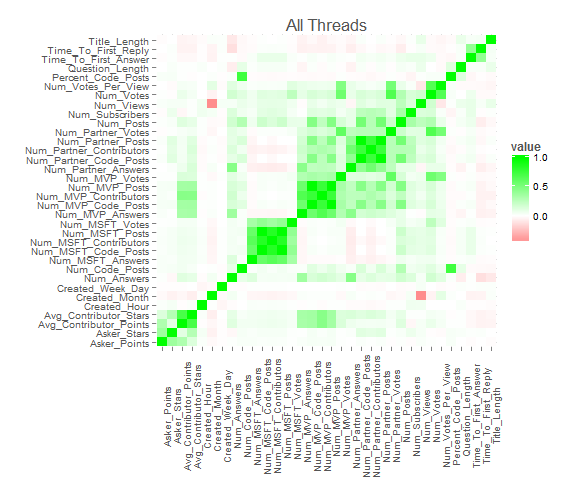 All Threads
Title_Length
Time_To_First_Reply
Time_To_First_Answer
Question_Length
Percent_Code_Posts
Num_Votes_Per_View
Num_Votes
Num_Views
Num_Subscribers
Num_Posts
Num_Partner_Votes
Num_Partner_Posts
Num_Partner_Contributors
Num_Partner_Code_Posts
Num_Partner_Answers
Num_MVP_Votes
Num_MVP_Posts
Num_MVP_Contributors
Num_MVP_Code_Posts
Num_MVP_Answers
Num_MSFT_Votes
Num_MSFT_Posts
Num_MSFT_Contributors
Num_MSFT_Code_Posts
Num_MSFT_Answers
Num_Code_Posts
Num_Answers
Created_Week_Day
Created_Month
Created_Hour
Avg_Contributor_Stars
Avg_Contributor_Points
Asker_Stars
Asker_Points
Asker_Points
Asker_Stars
Avg_Contributor_Points
Avg_Contributor_Stars
Created_Hour
Created_Month
Created_Week_Day
Num_Answers
Num_Code_Posts
Num_MSFT_Answers
Num_MSFT_Code_Posts
Num_MSFT_Contributors
Num_MSFT_Posts
Num_MSFT_Votes
Num_MVP_Answers
Num_MVP_Code_Posts
Num_MVP_Contributors
Num_MVP_Posts
Num_MVP_Votes
Num_Partner_Answers
Num_Partner_Code_Posts
Num_Partner_Contributors
Num_Partner_Posts
Num_Partner_Votes
Num_Posts
Num_Subscribers
Num_Views
Num_Votes
Num_Votes_Per_View
Percent_Code_Posts
Question_Length
Time_To_First_Answer
Time_To_First_Reply
Title_Length
value
1.0
0.5
0.0